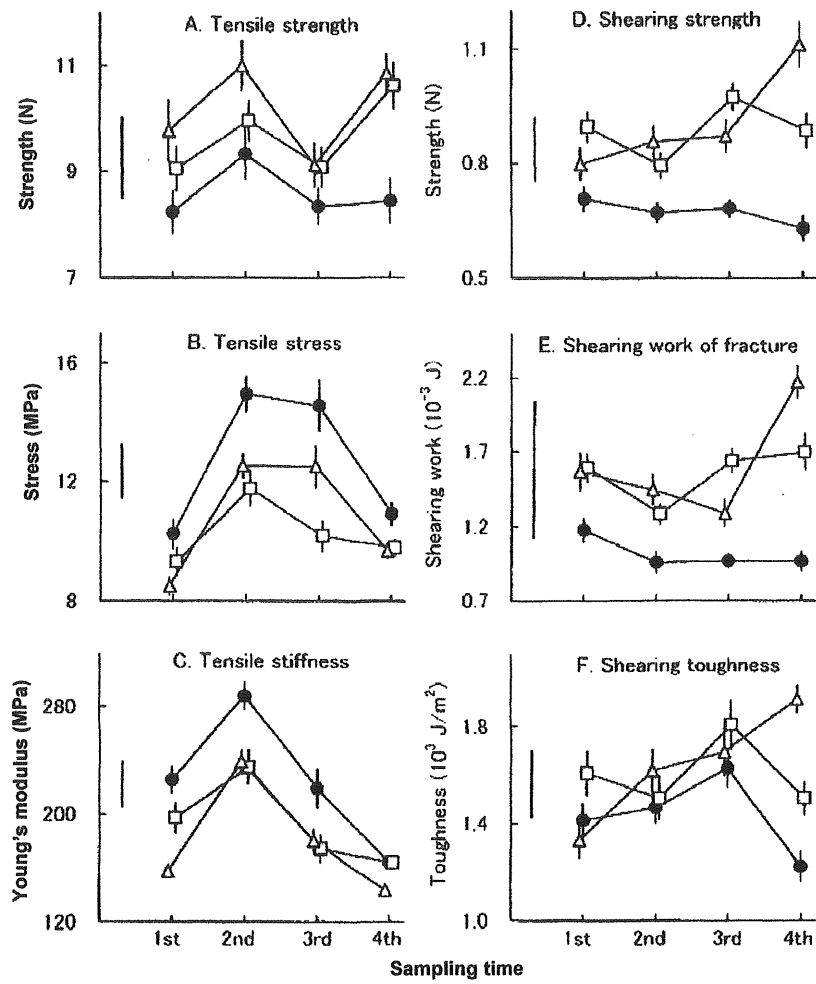 A. Tensile strength
Strength (N)
11
9
7
B. Tensile stress
Stress (MPa)
16
12
8
C. Tensile stiffness
Young's modulus (MPa)
280
200
120
1st 2nd 3rd 4th
D. Shearing strength
Strength (N)
1.1
0.8
0.5
E. Shearing work of fracture
Shearing work (10⁻³ J)
2.2
1.7
1.2
0.7
F. Shearing toughness
Toughness (10³ J/m²)
1.8
1.4
1.0
1st 2nd 3rd 4th
Sampling time